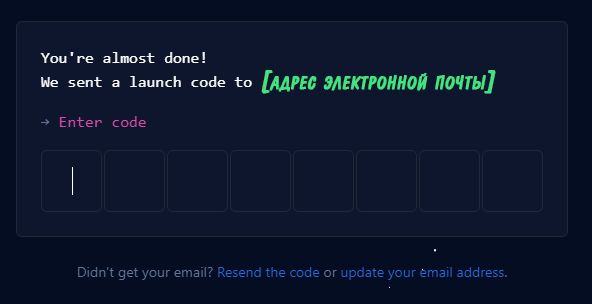 You're almost done!
We sent a launch code to [АДРЕС ЭЛЕКТРОННОЙ ПОЧТЫ]
→ Enter code
Didn't get your email? Resend the code or update your email address.